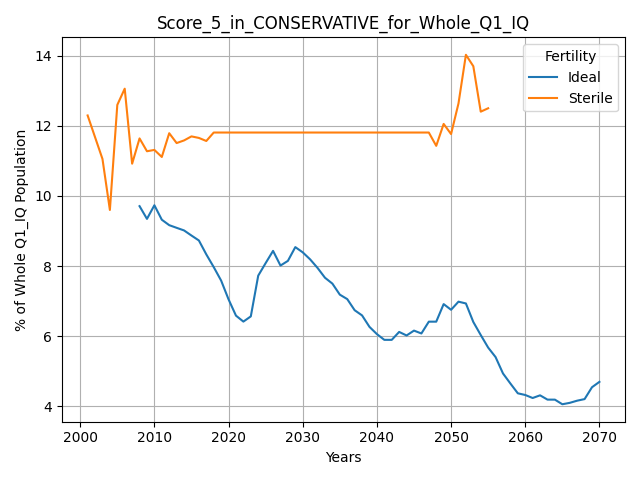 Score_5_in_CONSERVATIVE_for_Whole_Q1_IQ
Fertility
Ideal
Sterile
% of Whole Q1_IQ Population
14
12
10
8
6
4
2000 2010 2020 2030 2040 2050 2060 2070
Years